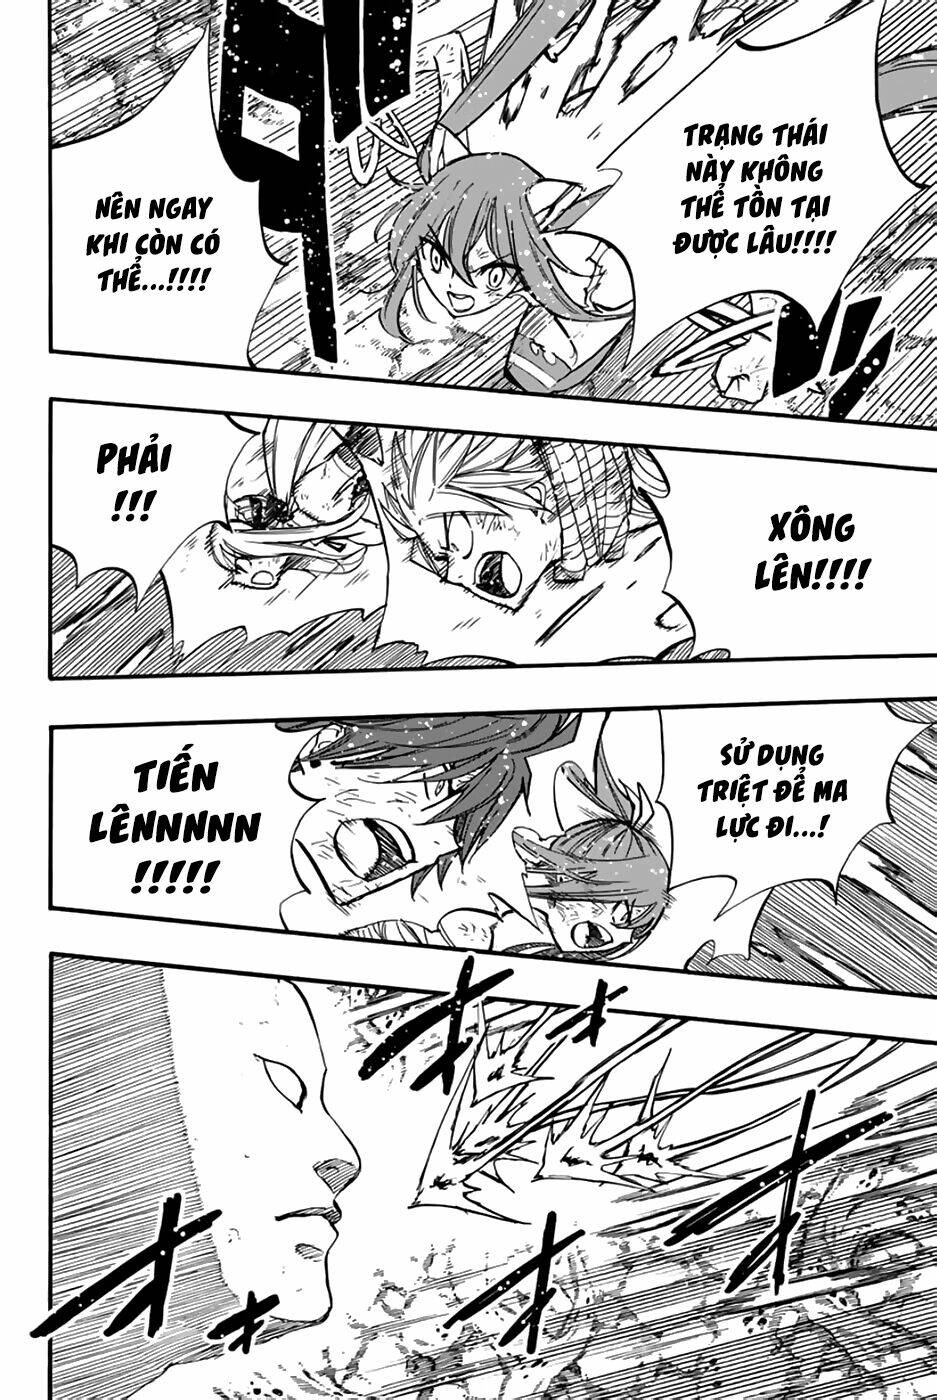 TRẠNG THÁI
NÀY KHÔNG
THỂ TỒN TẠI
ĐƯỢC LÂU!!!!
NÊN NGAY
KHI CÒN CÓ
THỂ...!!!!
XÔNG
LÊN!!!!
PHẢI
!!!
SỬ DỤNG
TRIỆT ĐỂ MA
LỰC ĐI...!
TIẾN
LÊNNNNN
!!!!!